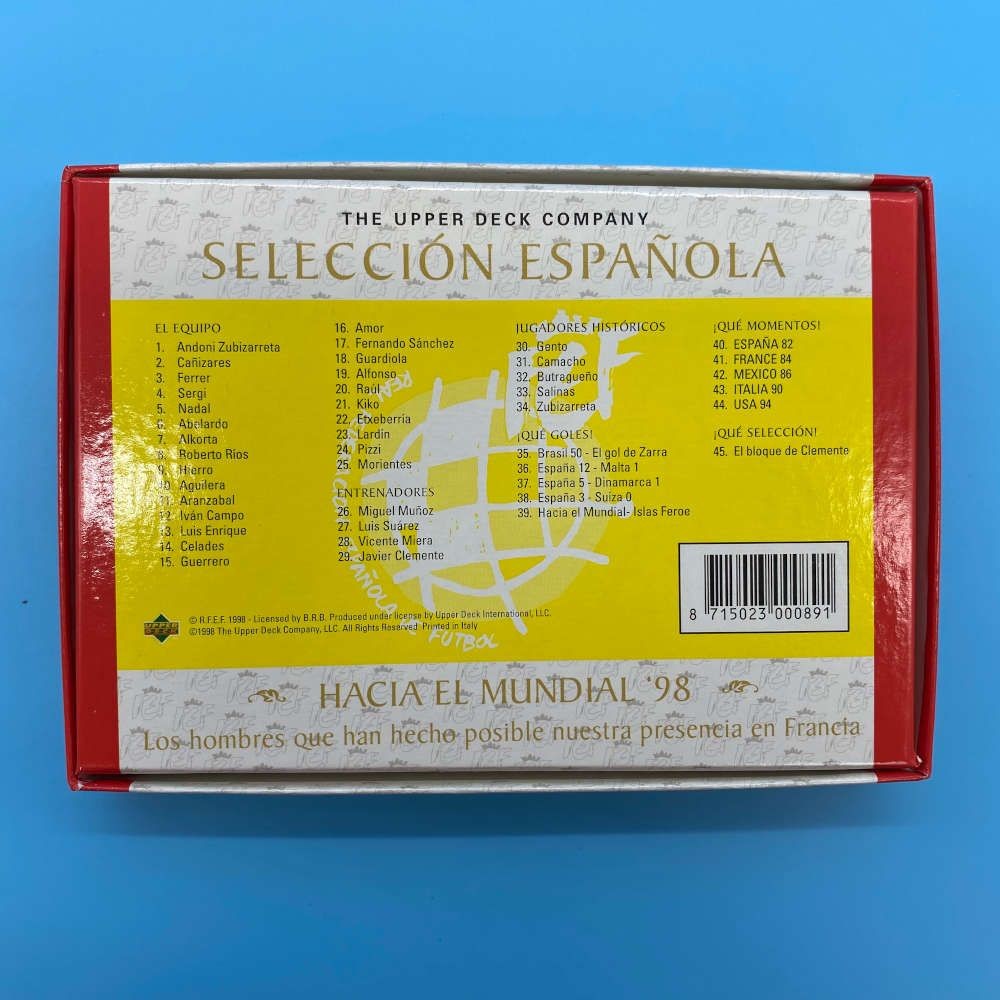 THE UPPER DECK COMPANY
SELECCIÓN ESPAÑOLA
EL EQUIPO
1. Andoni Zubizarreta
2. Cañizares
3. Ferrer
4. Sergi
5. Nadal
6. Abelardo
7. Alkorta
8. Roberto Ríos
9. Hierro
10. Aguilera
11. Aranzabal
12. Iván Campo
13. Luis Enrique
14. Celades
15. Guerrero
16. Amor
17. Fernando Sánchez
18. Guardiola
19. Alfonso
20. Raúl
21. Kiko
22. Etxeberría
23. Lardín
24. Pizzi
25. Morientes
ENTRENADORES
26. Miguel Muñoz
27. Luis Suárez
28. Vicente Miera
29. Javier Clemente
JUGADORES HISTÓRICOS
30. Gento
31. Camacho
32. Butragueño
33. Salinas
34. Zubizarreta
¡QUÉ GOLES!
35. Brasil 50 - El gol de Zarra
36. España 12 - Malta 1
37. España 5 - Dinamarca 1
38. España 3 - Suiza 0
39. Hacia el Mundial- Islas Feroe
¡QUÉ MOMENTOS!
40. ESPAÑA 82
41. FRANCE 84
42. MEXICO 86
43. ITALIA 90
44. USA 94
¡QUÉ SELECCIÓN!
45. El bloque de Clemente
8 715023 000891
UPPER DECK
© R.F.E.F. 1998 - Licensed by B.R.B. Produced under license by Upper Deck International, LLC.
©1998 The Upper Deck Company, LLC. All Rights Reserved. Printed in Italy
HACIA EL MUNDIAL '98
Los hombres que han hecho posible nuestra presencia en Francia